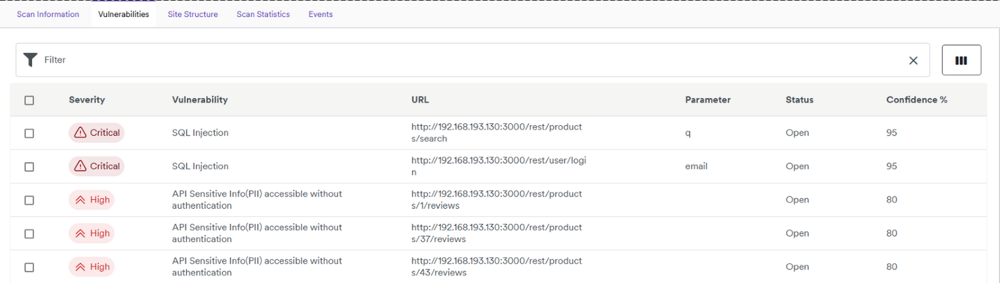 Scan Information Vulnerabilities Site Structure Scan Statistics Events
Filter
Severity Vulnerability URL Parameter Status Confidence %
Critical SQL Injection http://192.168.193.130:3000/rest/product
s/search q Open 95
Critical SQL Injection http://192.168.193.130:3000/rest/user/logi
n email Open 95
High API Sensitive Info(PII) accessible without http://192.168.193.130:3000/rest/product
authentication s/1/reviews Open 80
High API Sensitive Info(PII) accessible without http://192.168.193.130:3000/rest/product
authentication s/37/reviews Open 80
High API Sensitive Info(PII) accessible without http://192.168.193.130:3000/rest/product
authentication s/43/reviews Open 80